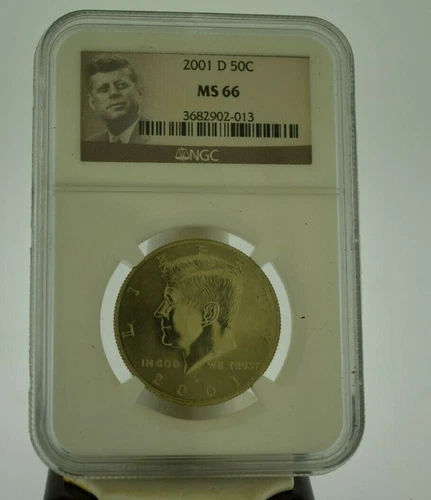 2001 D 50C
MS 66
3682902-013
NGC
LIBERTY
IN GOD WE TRUST
2001